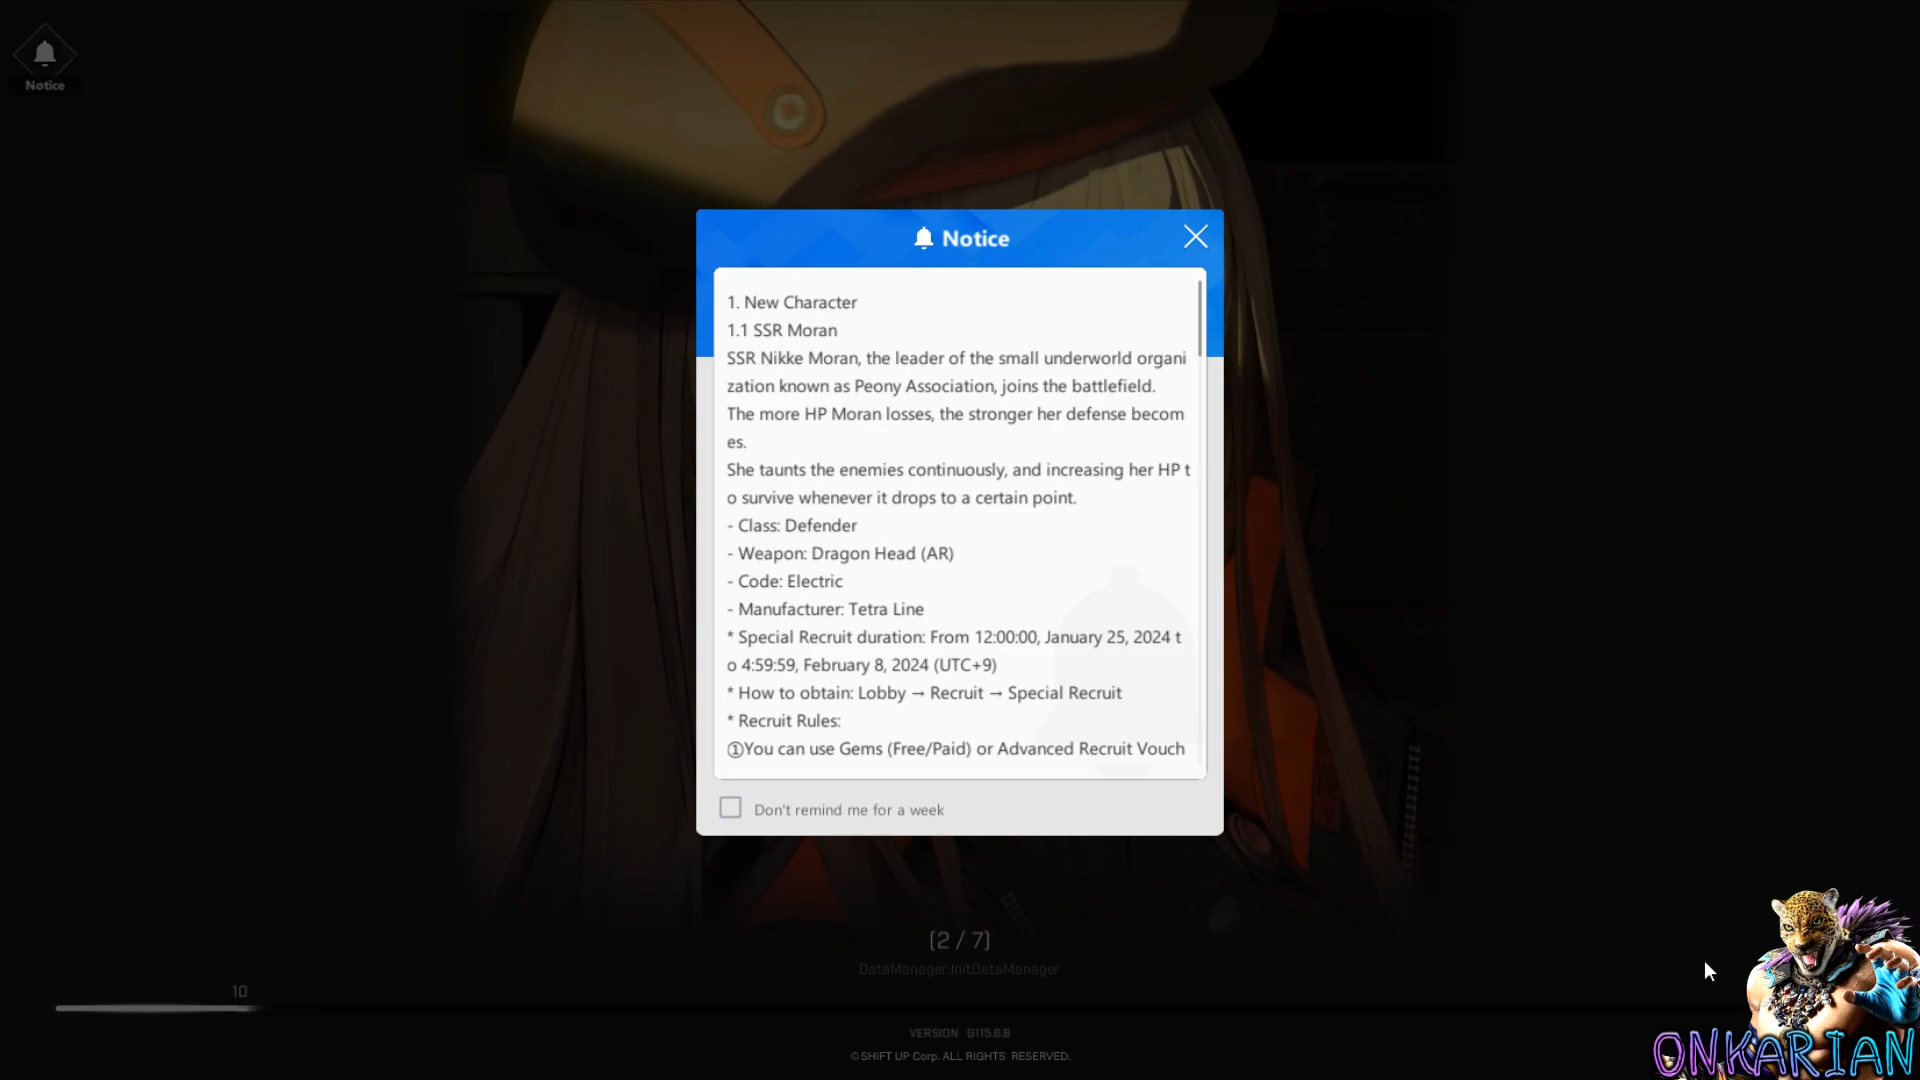 Notice
Notice
1. New Character
1.1 SSR Moran
SSR Nikke Moran, the leader of the small underworld organi
zation known as Peony Association, joins the battlefield.
The more HP Moran losses, the stronger her defense becom
es.
She taunts the enemies continuously, and increasing her HP t
o survive whenever it drops to a certain point.
- Class: Defender
- Weapon: Dragon Head (AR)
- Code: Electric
- Manufacturer: Tetra Line
* Special Recruit duration: From 12:00:00, January 25, 2024 t
o 4:59:59, February 8, 2024 (UTC+9)
* How to obtain: Lobby → Recruit → Special Recruit
* Recruit Rules:
①You can use Gems (Free/Paid) or Advanced Recruit Vouch
Don't remind me for a week
(2 / 7)
DataManager.InitDataManager
10
VERSION G115.6.B
© SHIFT UP Corp. ALL RIGHTS RESERVED.
ONKARIAN